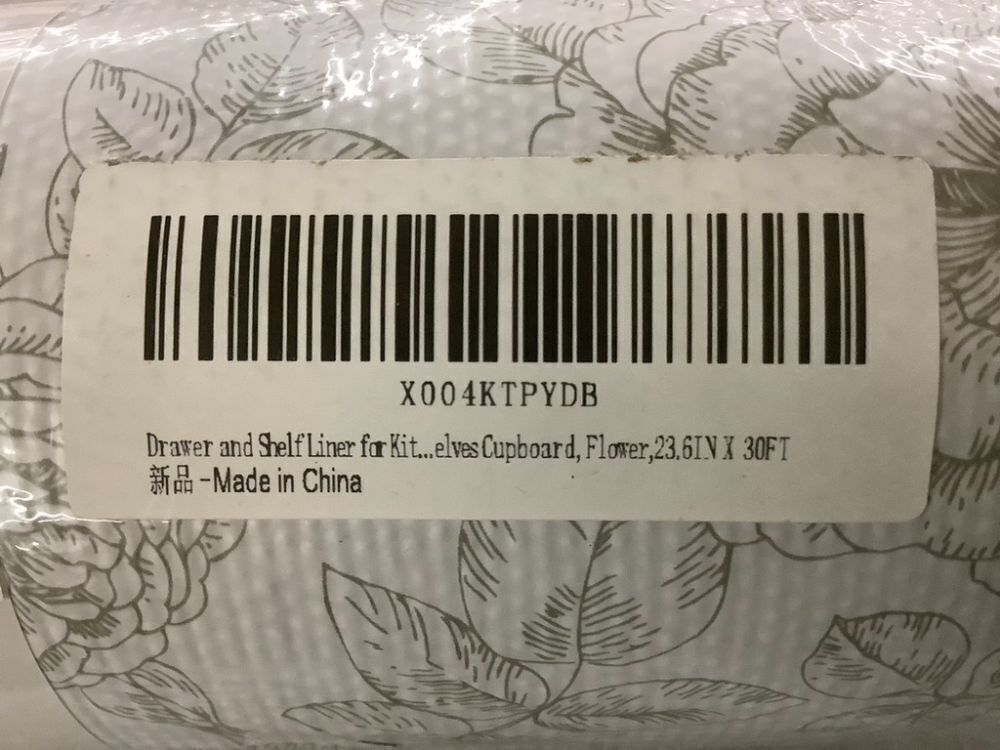 X004KTPYDB
Drawer and Shelf Liner for Kit...elves Cupboard, Flower,23.6IN X 30FT
新品 -Made in China